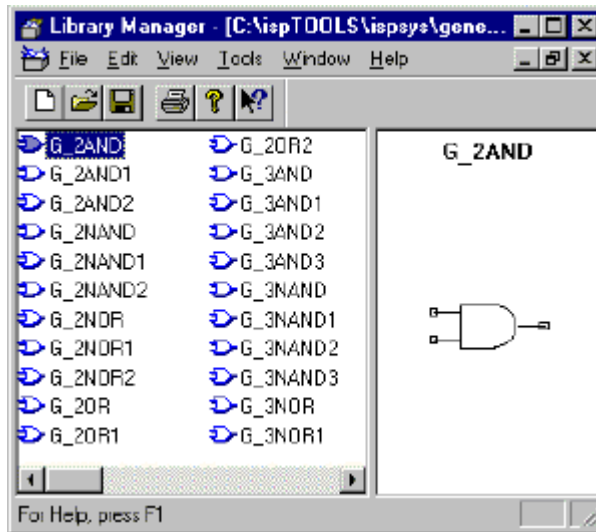 Library Manager - [C:\ispTOOLS\ispsys\gene...
File Edit View Tools Window Help
G_2AND
G_2AND1
G_2AND2
G_2NAND
G_2NAND1
G_2NAND2
G_2NOR
G_2NOR1
G_2NOR2
G_2OR
G_2OR1
G_2OR2
G_3AND
G_3AND1
G_3AND2
G_3AND3
G_3NAND
G_3NAND1
G_3NAND2
G_3NAND3
G_3NOR
G_3NOR1
G_2AND
For Help, press F1